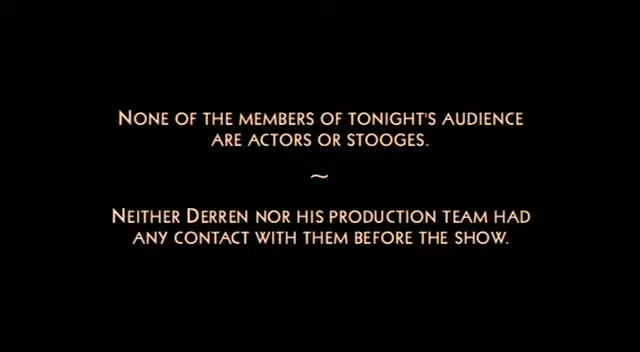 NONE OF THE MEMBERS OF TONIGHT'S AUDIENCE
ARE ACTORS OR STOOGES.
~
NEITHER DERREN NOR HIS PRODUCTION TEAM HAD
ANY CONTACT WITH THEM BEFORE THE SHOW.